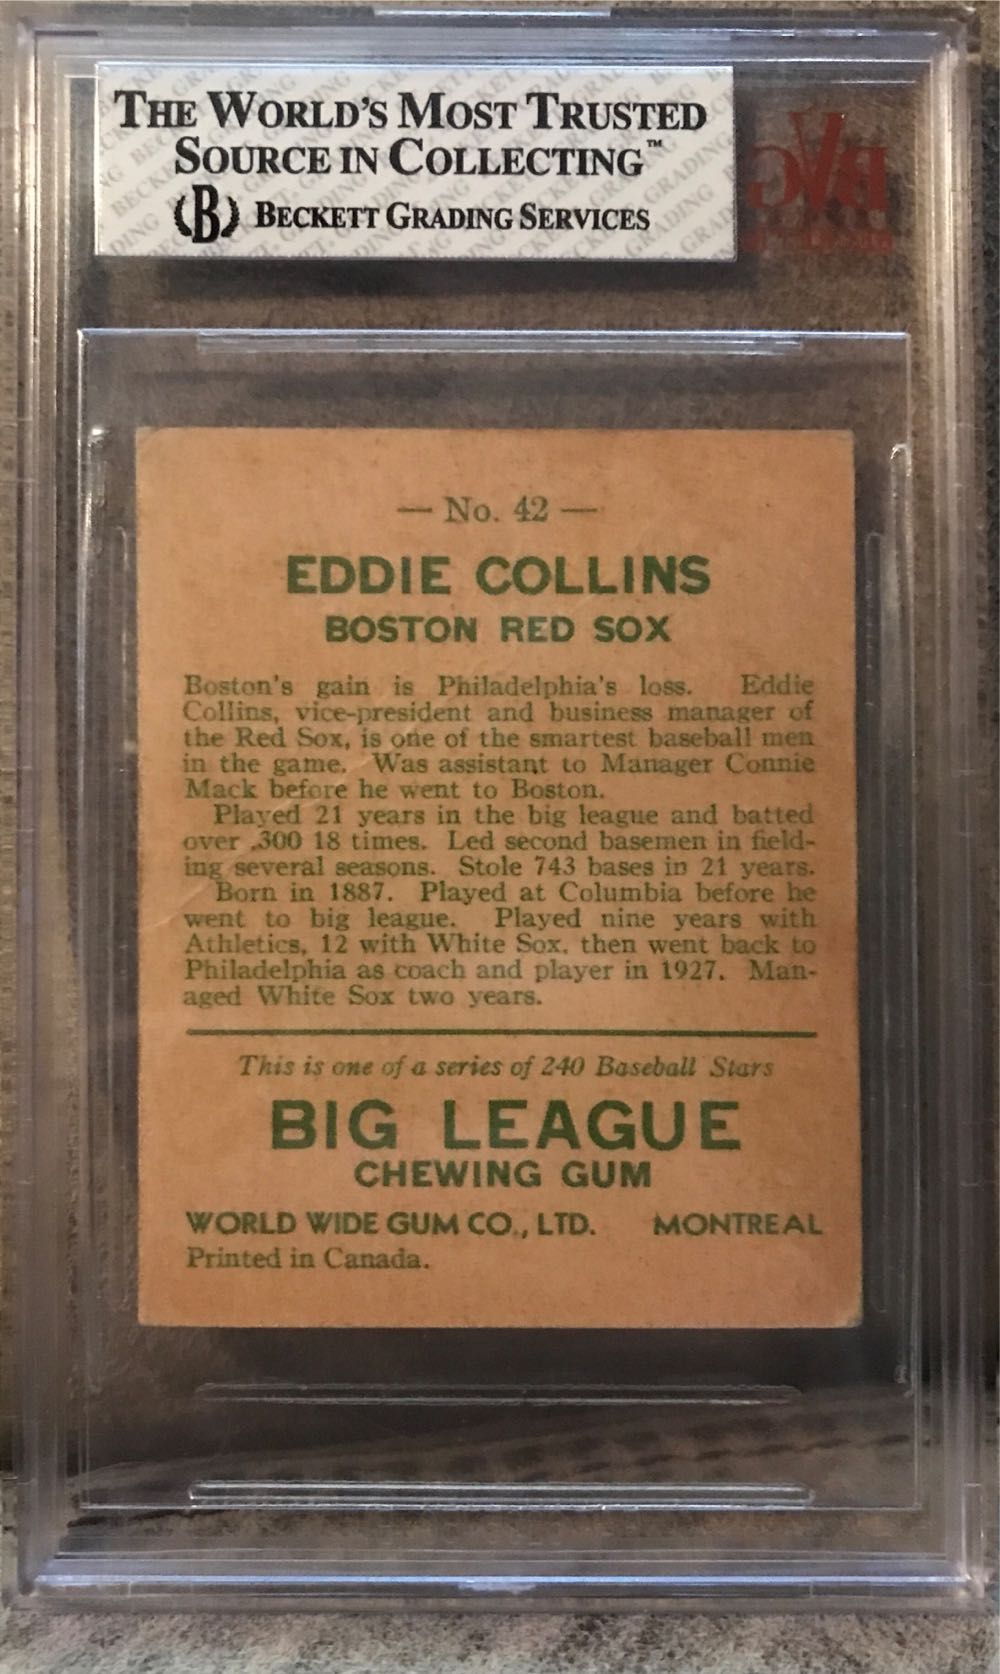 THE WORLD'S MOST TRUSTED
SOURCE IN COLLECTING™
(B) BECKETT GRADING SERVICES
BVG
— No. 42 —
EDDIE COLLINS
BOSTON RED SOX
Boston's gain is Philadelphia's loss. Eddie
Collins, vice-president and business manager of
the Red Sox, is one of the smartest baseball men
in the game. Was assistant to Manager Connie
Mack before he went to Boston.
Played 21 years in the big league and batted
over .300 18 times. Led second basemen in field-
ing several seasons. Stole 743 bases in 21 years.
Born in 1887. Played at Columbia before he
went to big league. Played nine years with
Athletics, 12 with White Sox, then went back to
Philadelphia as coach and player in 1927. Man-
aged White Sox two years.
This is one of a series of 240 Baseball Stars
BIG LEAGUE
CHEWING GUM
WORLD WIDE GUM CO., LTD. MONTREAL
Printed in Canada.